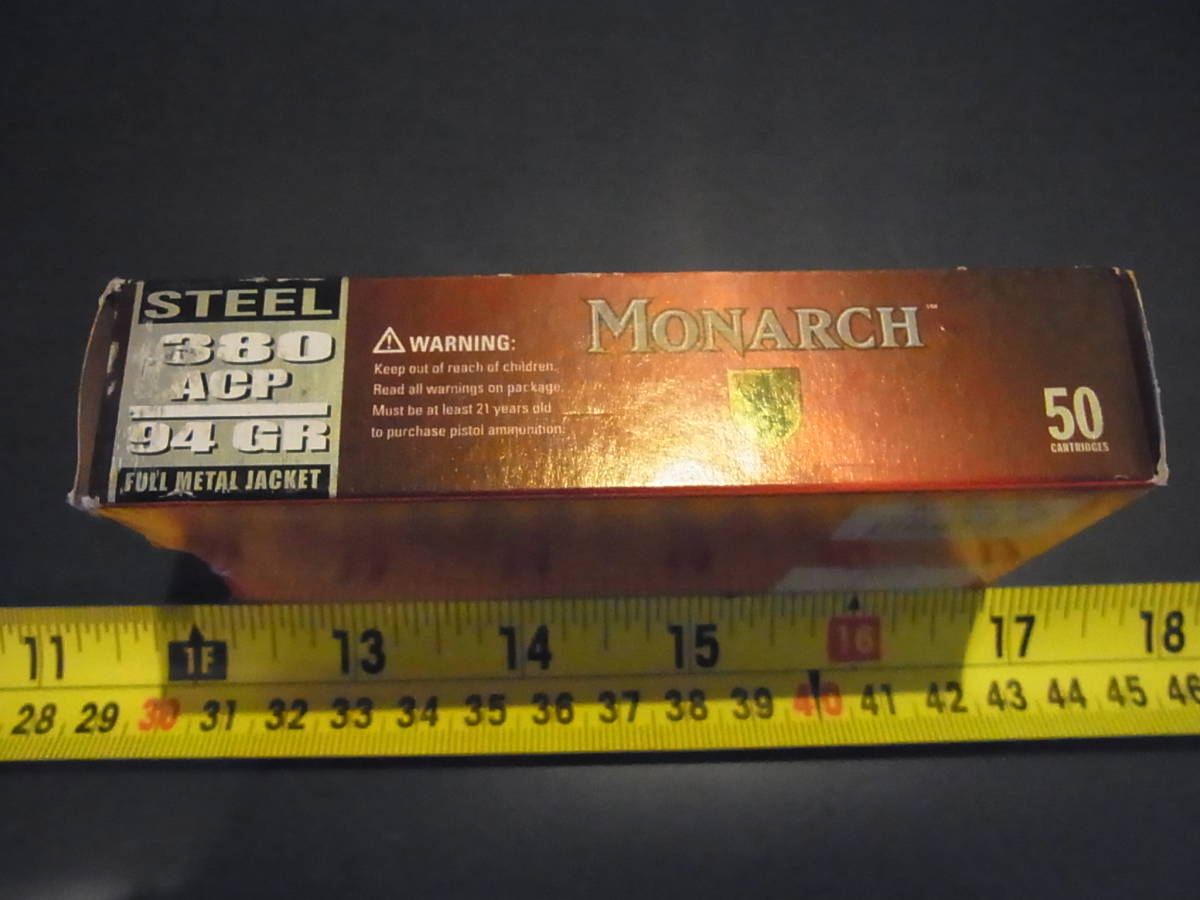 STEEL
380
ACP
94 GR
FULL METAL JACKET
WARNING:
Keep out of reach of children.
Read all warnings on package.
Must be at least 21 years old
to purchase pistol ammunition.
MONARCH™
50
CARTRIDGES
11 1F 13 14 15 16 17 18
28 29 30 31 32 33 34 35 36 37 38 39 40 41 42 43 44 45 46